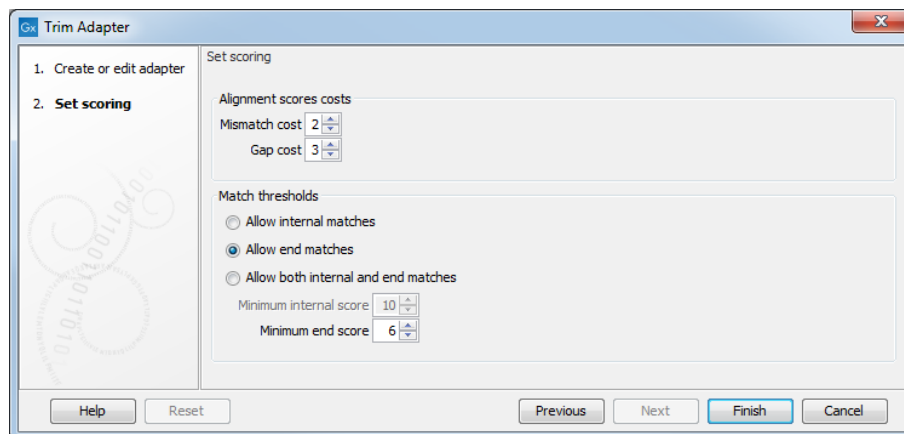 Gx Trim Adapter
1. Create or edit adapter
2. Set scoring
Set scoring
Alignment scores costs
Mismatch cost 2
Gap cost 3
Match thresholds
Allow internal matches
Allow end matches
Allow both internal and end matches
Minimum internal score 10
Minimum end score 6
Help Reset Previous Next Finish Cancel